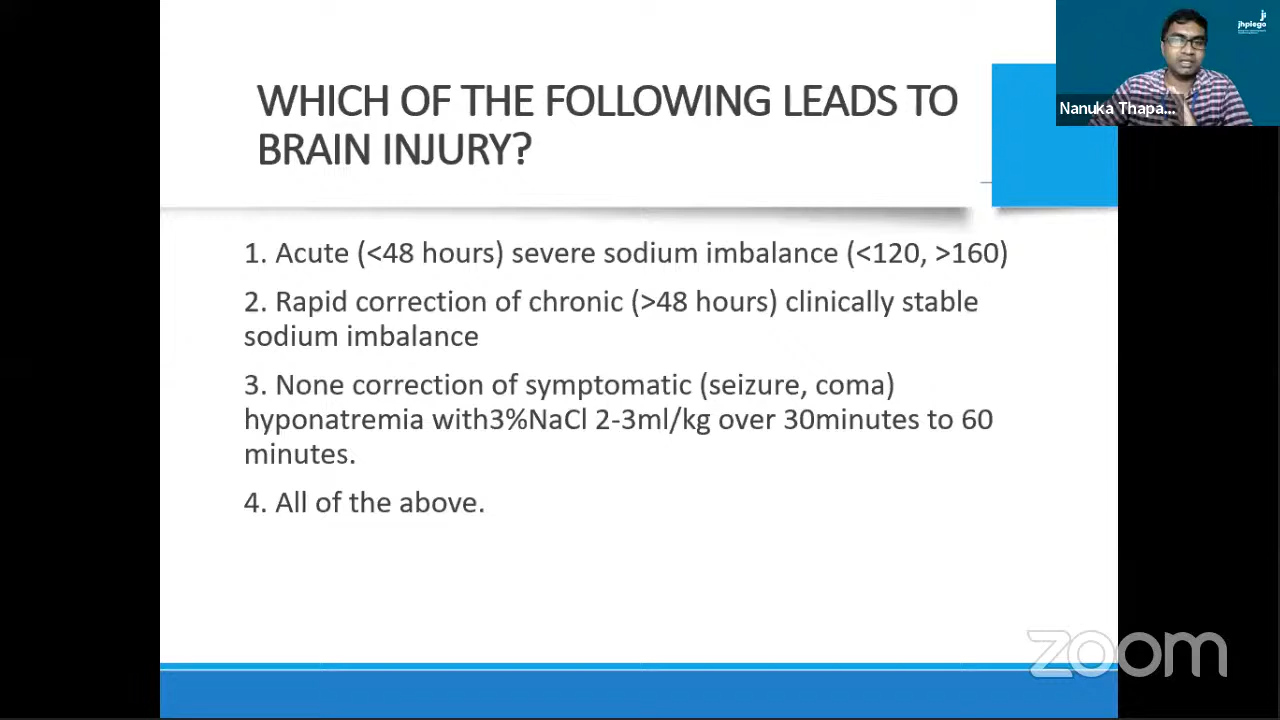 ji
jhpiego
Nanuka Thapa...
WHICH OF THE FOLLOWING LEADS TO
BRAIN INJURY?
1. Acute (<48 hours) severe sodium imbalance (<120, >160)
2. Rapid correction of chronic (>48 hours) clinically stable
sodium imbalance
3. None correction of symptomatic (seizure, coma)
hyponatremia with3%NaCl 2-3ml/kg over 30minutes to 60
minutes.
4. All of the above.
zoom